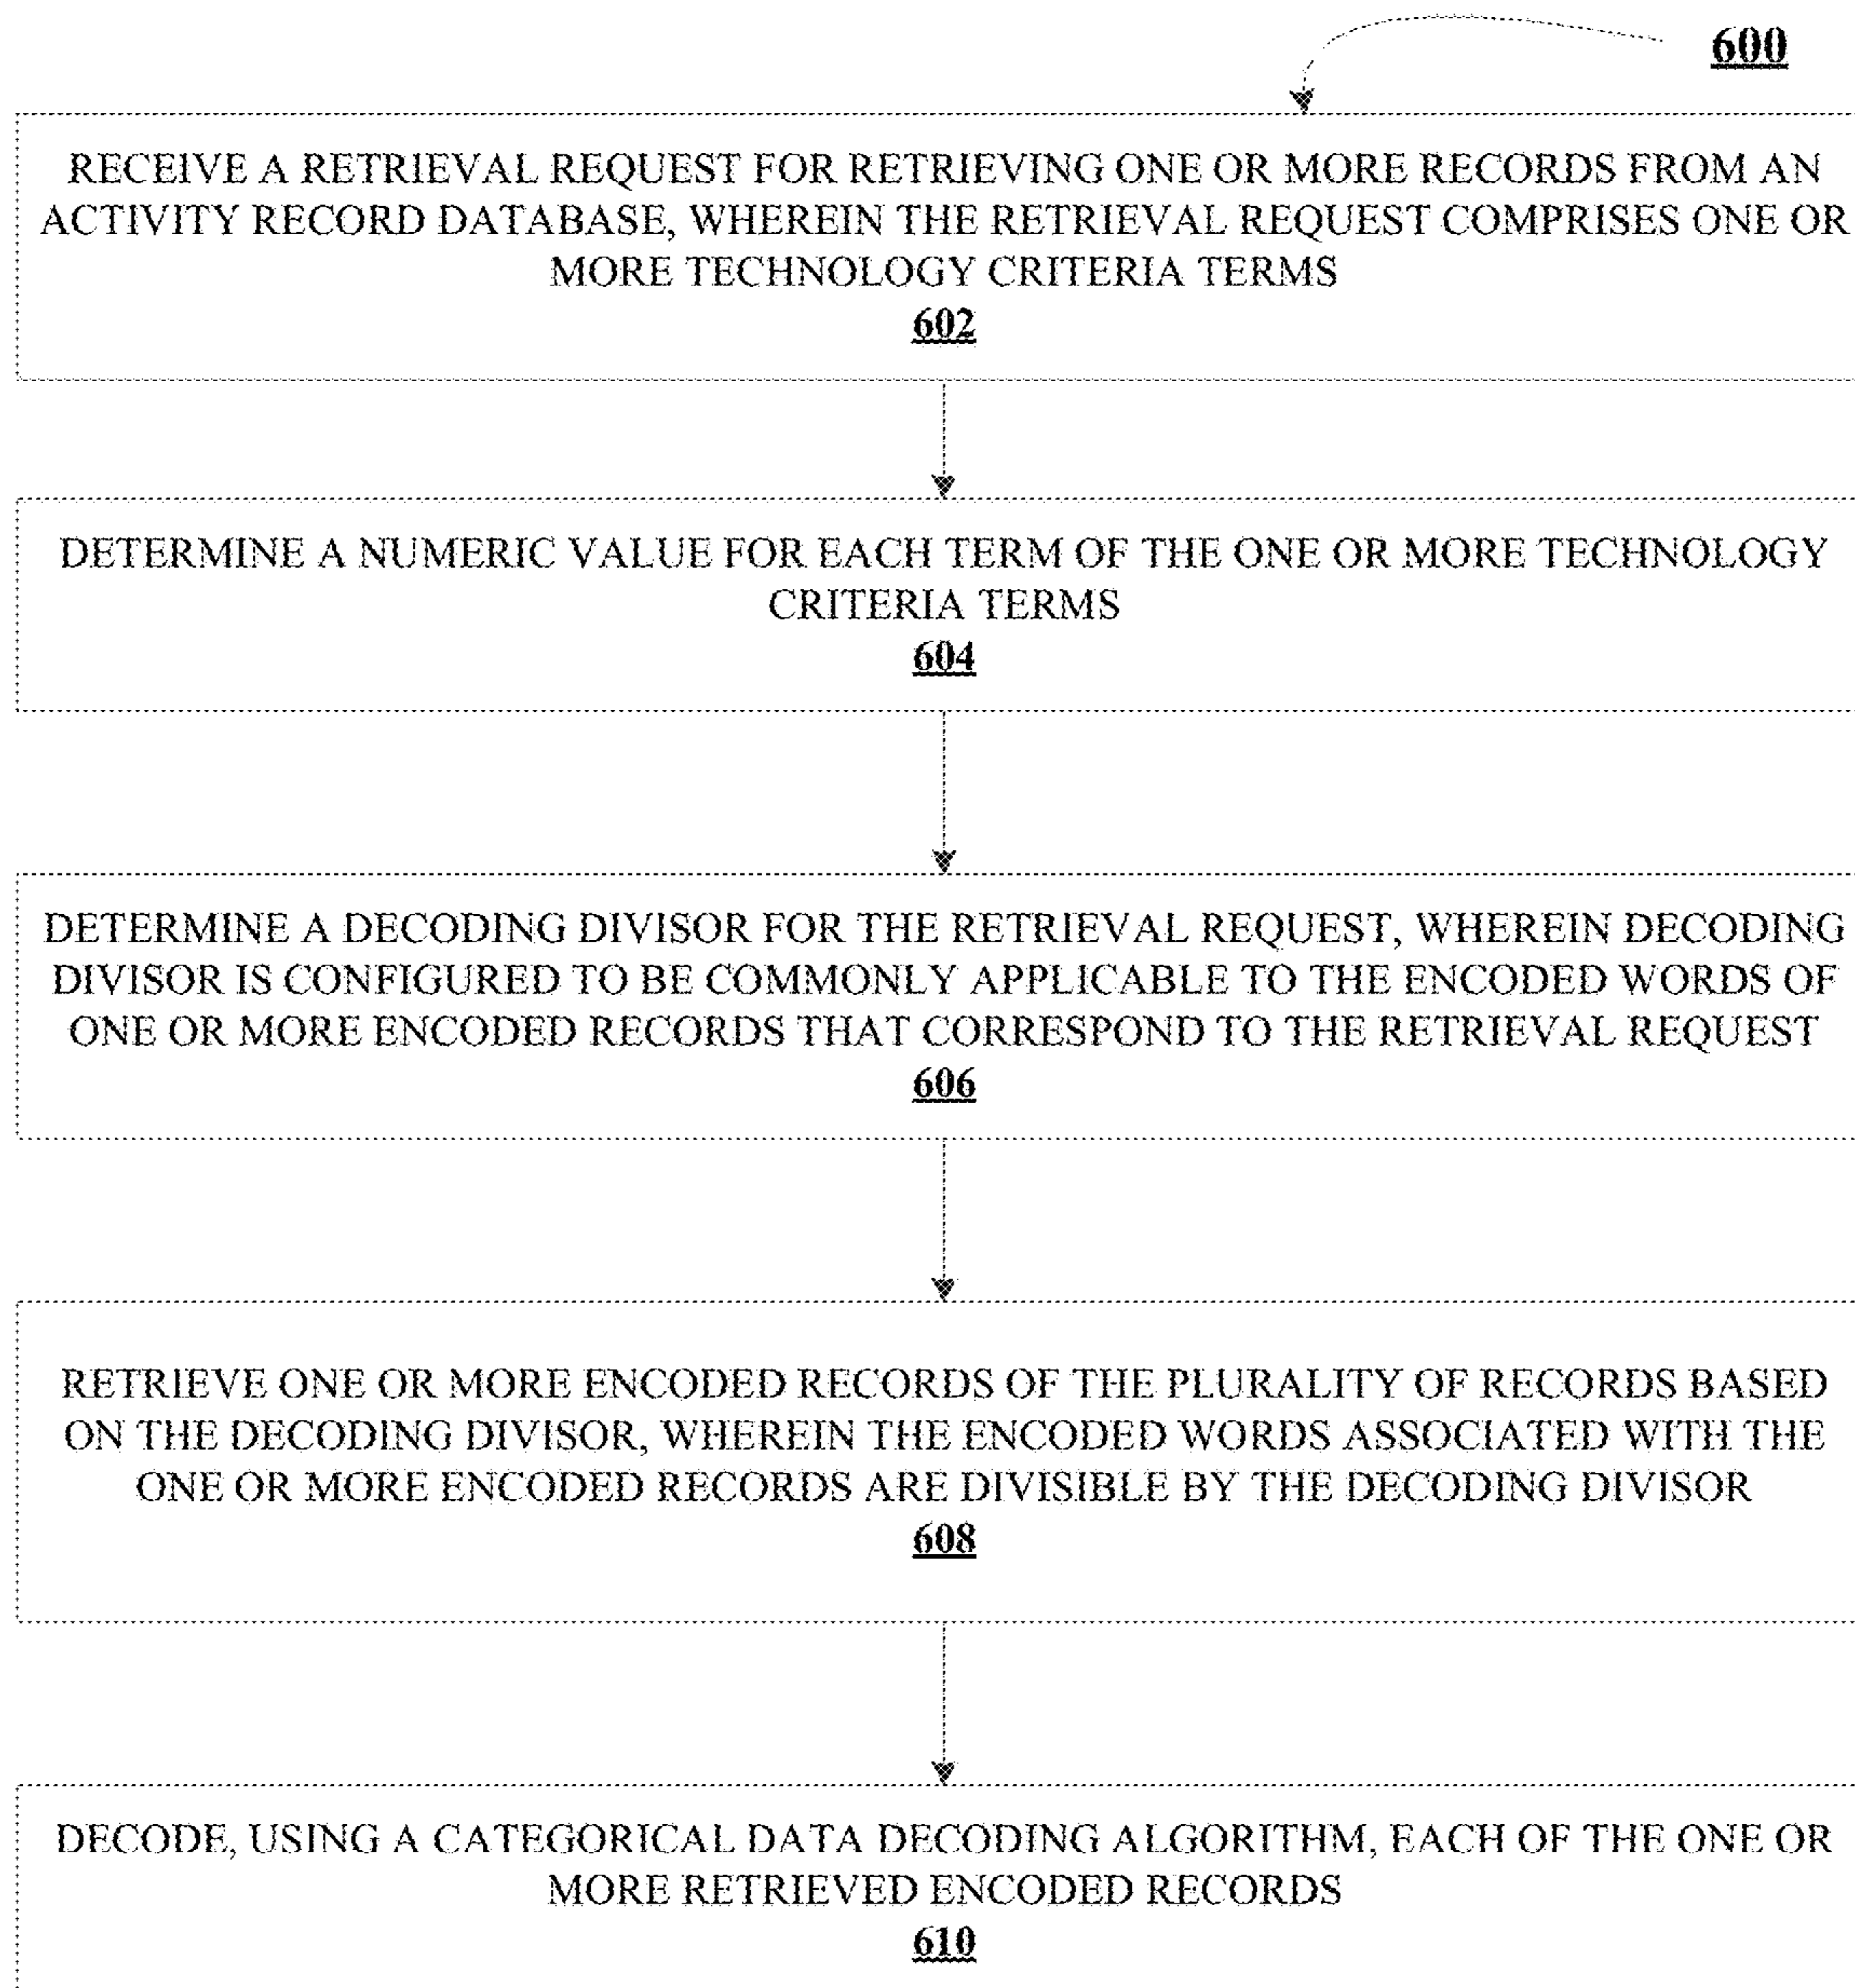 600
RECEIVE A RETRIEVAL REQUEST FOR RETRIEVING ONE OR MORE RECORDS FROM AN
ACTIVITY RECORD DATABASE, WHEREIN THE RETRIEVAL REQUEST COMPRISES ONE OR
MORE TECHNOLOGY CRITERIA TERMS
602
DETERMINE A NUMERIC VALUE FOR EACH TERM OF THE ONE OR MORE TECHNOLOGY
CRITERIA TERMS
604
DETERMINE A DECODING DIVISOR FOR THE RETRIEVAL REQUEST, WHEREIN DECODING
DIVISOR IS CONFIGURED TO BE COMMONLY APPLICABLE TO THE ENCODED WORDS OF
ONE OR MORE ENCODED RECORDS THAT CORRESPOND TO THE RETRIEVAL REQUEST
606
RETRIEVE ONE OR MORE ENCODED RECORDS OF THE PLURALITY OF RECORDS BASED
ON THE DECODING DIVISOR, WHEREIN THE ENCODED WORDS ASSOCIATED WITH THE
ONE OR MORE ENCODED RECORDS ARE DIVISIBLE BY THE DECODING DIVISOR
608
DECODE, USING A CATEGORICAL DATA DECODING ALGORITHM, EACH OF THE ONE OR
MORE RETRIEVED ENCODED RECORDS
610